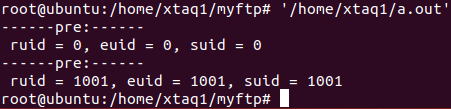 root@ubuntu:/home/xtaq1/myftp# '/home/xtaq1/a.out'
------pre:------
 ruid = 0, euid = 0, suid = 0
------pre:------
 ruid = 1001, euid = 1001, suid = 1001
root@ubuntu:/home/xtaq1/myftp#